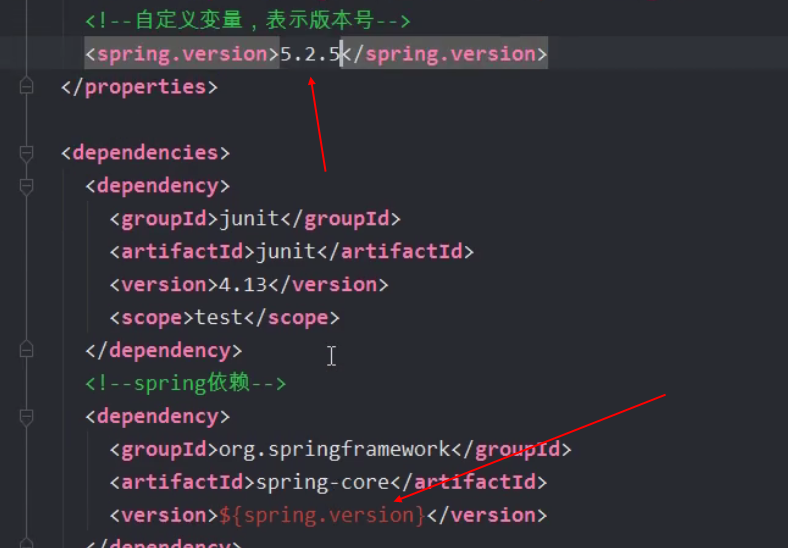 <!--自定义变量，表示版本号-->
<spring.version>5.2.5</spring.version>
</properties>
<dependencies>
<dependency>
<groupId>junit</groupId>
<artifactId>junit</artifactId>
<version>4.13</version>
<scope>test</scope>
</dependency>
<!--spring依赖-->
<dependency>
<groupId>org.springframework</groupId>
<artifactId>spring-core</artifactId>
<version>${spring.version}</version>
</dependency>